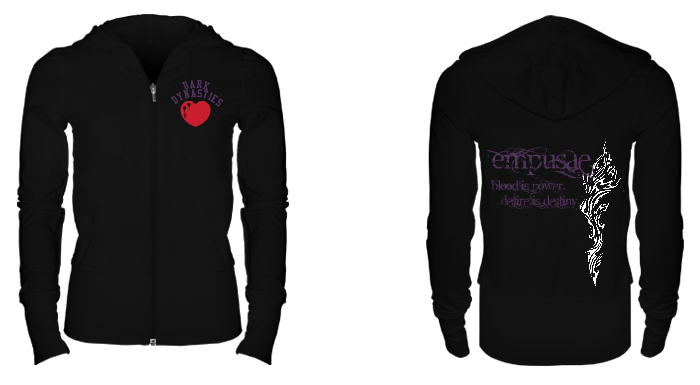 DARK
DYNASTIES
empusae
blood is power.
desire is destiny